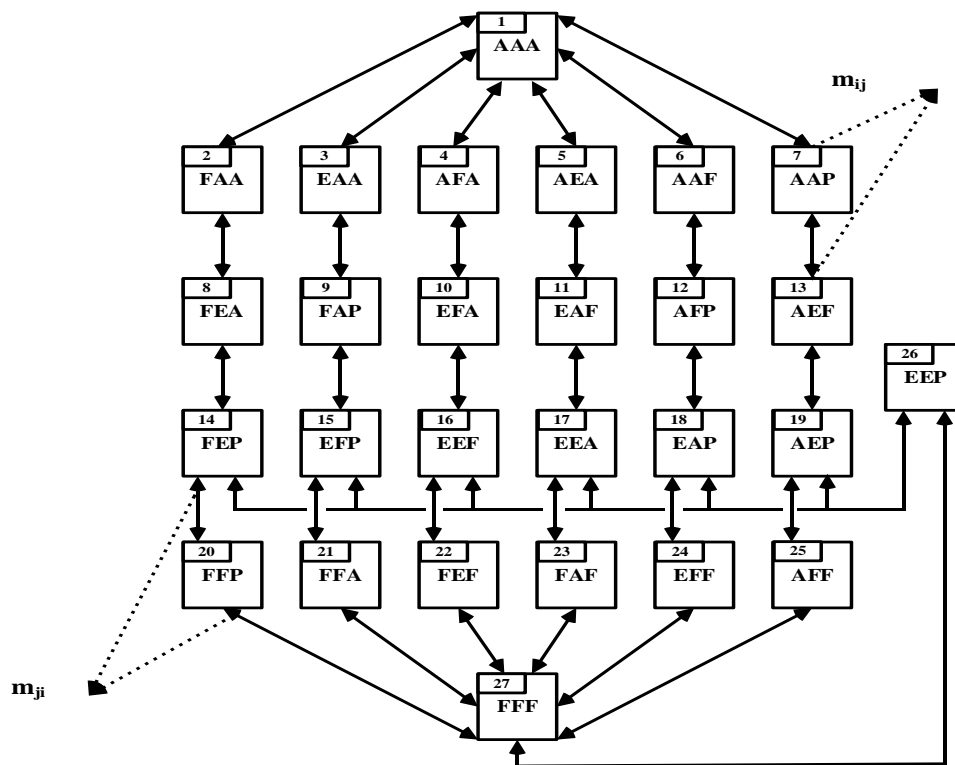 1
AAA
m_ij
2 3 4 5 6 7
FAA EAA AFA AEA AAF AAP
8 9 10 11 12 13
FEA FAP EFA EAF AFP AEF
26
EEP
14 15 16 17 18 19
FEP EFP EEF EEA EAP AEP
20 21 22 23 24 25
FFP FFA FEF FAF EFF AFF
27
m_ji
FFF